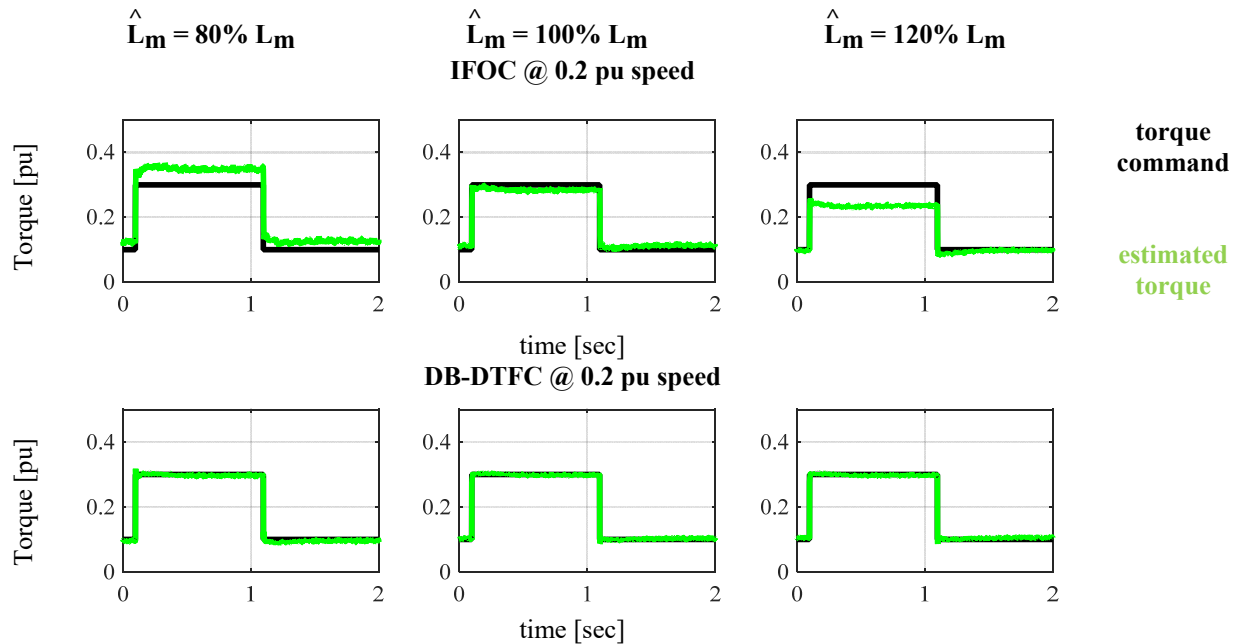 L̂m = 80% Lm L̂m = 100% Lm L̂m = 120% Lm
IFOC @ 0.2 pu speed
Torque [pu]
0.4
0.2
0
0 1 2
0.4
0.2
0
0 1 2
0.4
0.2
0
0 1 2
torque
command
estimated
torque
time [sec]
DB-DTFC @ 0.2 pu speed
Torque [pu]
0.4
0.2
0
0 1 2
0.4
0.2
0
0 1 2
0.4
0.2
0
0 1 2
time [sec]